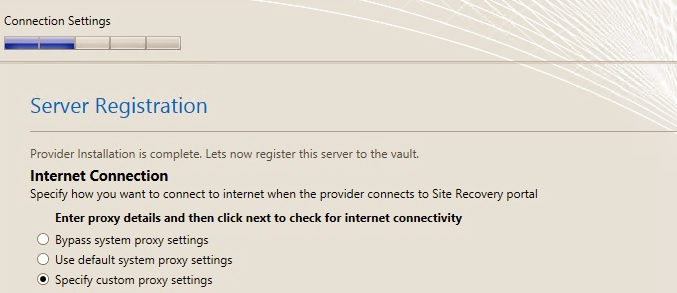 Connection Settings
Server Registration
Provider Installation is complete. Lets now register this server to the vault.
Internet Connection
Specify how you want to connect to internet when the provider connects to Site Recovery portal
Enter proxy details and then click next to check for internet connectivity
Bypass system proxy settings
Use default system proxy settings
Specify custom proxy settings